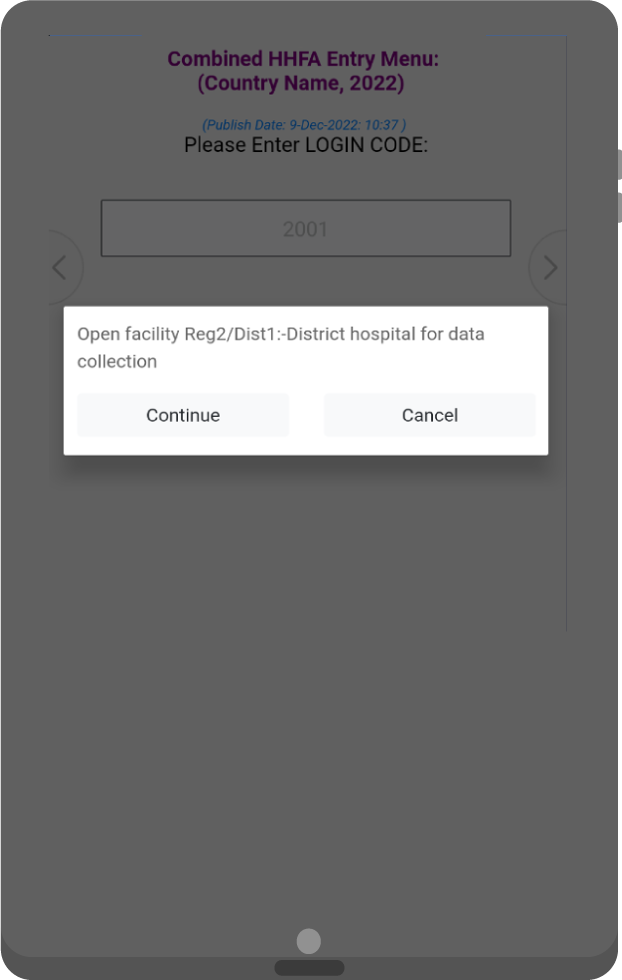 Combined HHFA Entry Menu:
(Country Name, 2022)
(Publish Date: 9-Dec-2022: 10:37 )
Please Enter LOGIN CODE:
2001
Open facility Reg2/Dist1:-District hospital for data
collection
Continue
Cancel